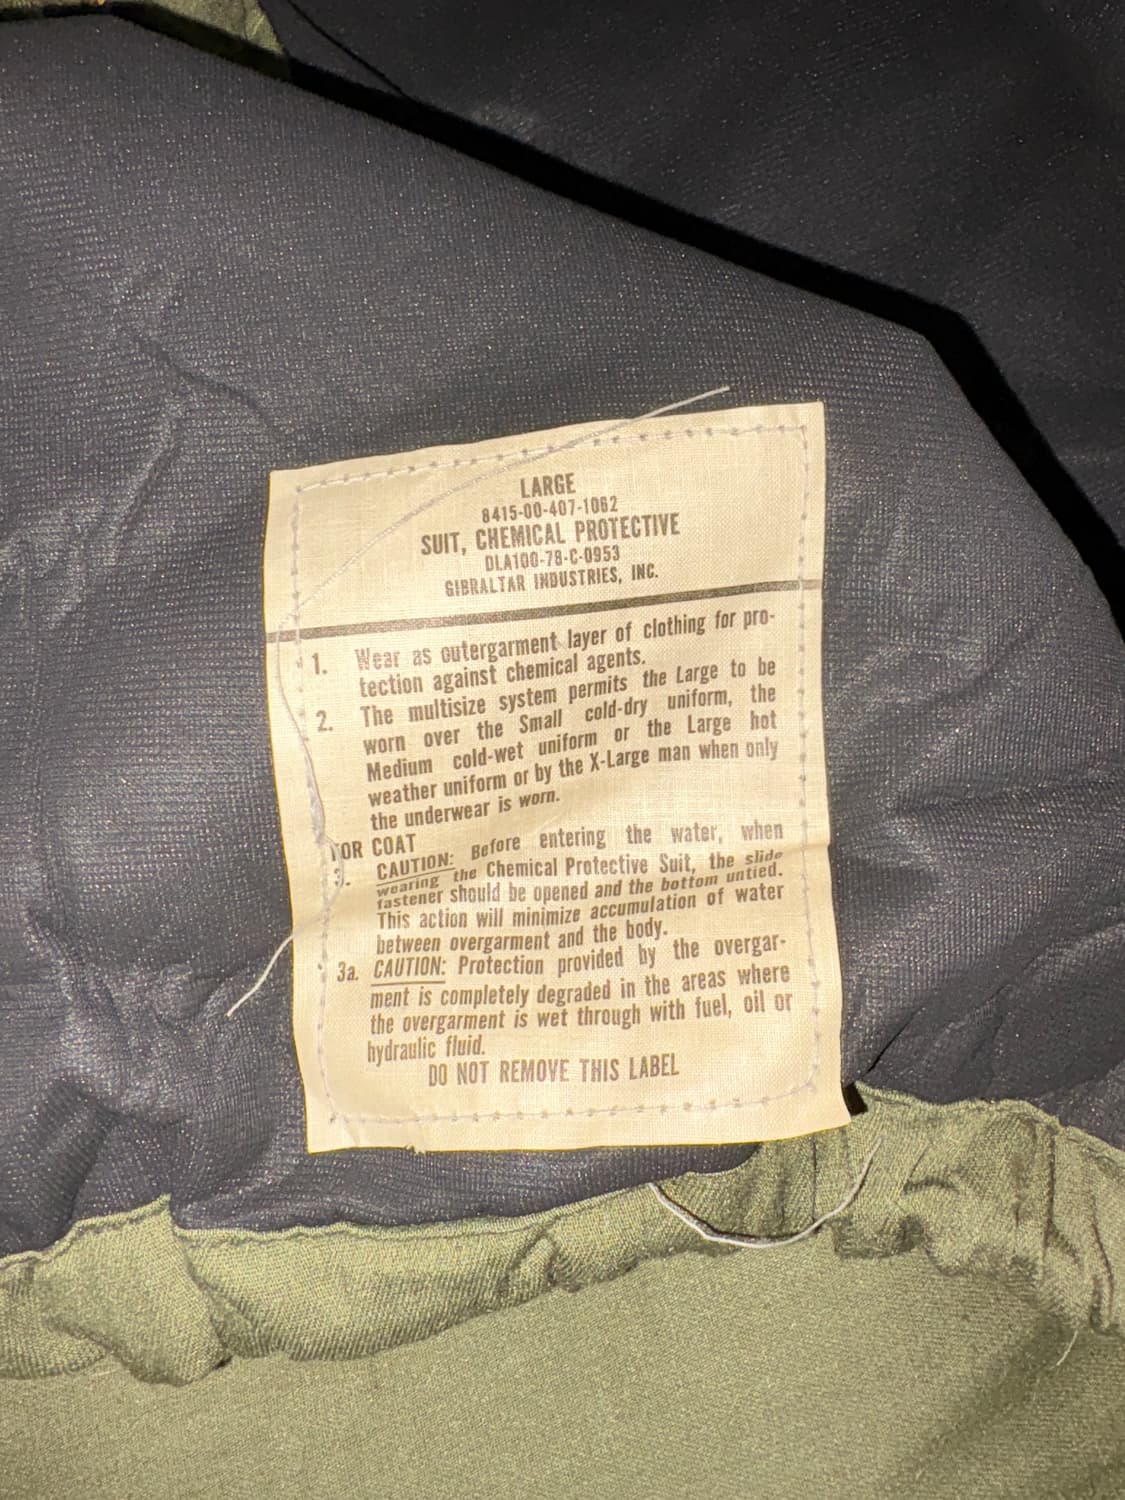 LARGE
8415-00-407-1062
SUIT, CHEMICAL PROTECTIVE
DLA100-78-C-0953
GIBRALTAR INDUSTRIES, INC.
1. Wear as outergarment layer of clothing for pro-
tection against chemical agents.
2. The multisize system permits the Large to be
worn over the Small cold-dry uniform, the
Medium cold-wet uniform or the Large hot
weather uniform or by the X-Large man when only
the underwear is worn.
FOR COAT
3. CAUTION: Before entering the water, when
wearing the Chemical Protective Suit, the slide
fastener should be opened and the bottom untied.
This action will minimize accumulation of water
between overgarment and the body.
3a. CAUTION: Protection provided by the overgar-
ment is completely degraded in the areas where
the overgarment is wet through with fuel, oil or
hydraulic fluid.
DO NOT REMOVE THIS LABEL